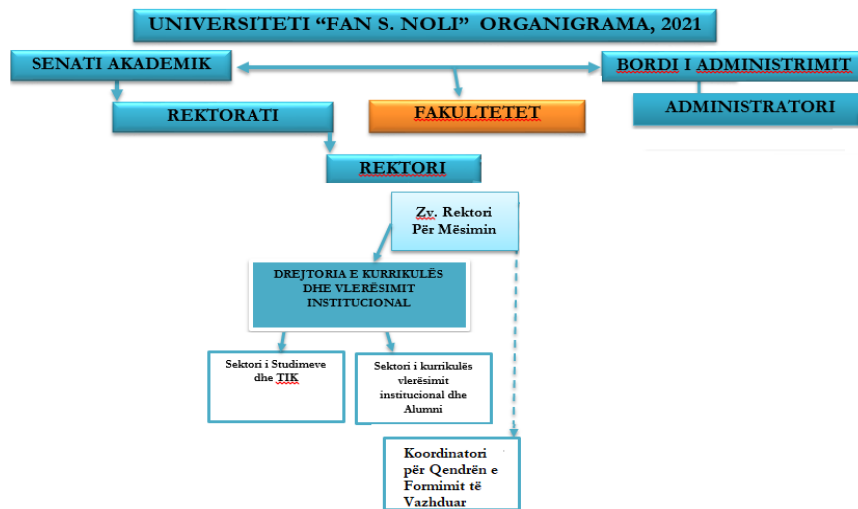 UNIVERSITETI “FAN S. NOLI” ORGANIGRAMA, 2021
SENATI AKADEMIK
BORDI I ADMINISTRIMIT
REKTORATI
FAKULTETET
ADMINISTRATORI
REKTORI
Zv. Rektori
Për Mësimin
DREJTORIA E KURRIKULËS
DHE VLERËSIMIT
INSTITUCIONAL
Sektori i Studimeve
dhe TIK
Sektori i kurrikulës
vlerësimit
institucional dhe
Alumni
Koordinatori
për Qendrën e
Formimit të
Vazhduar